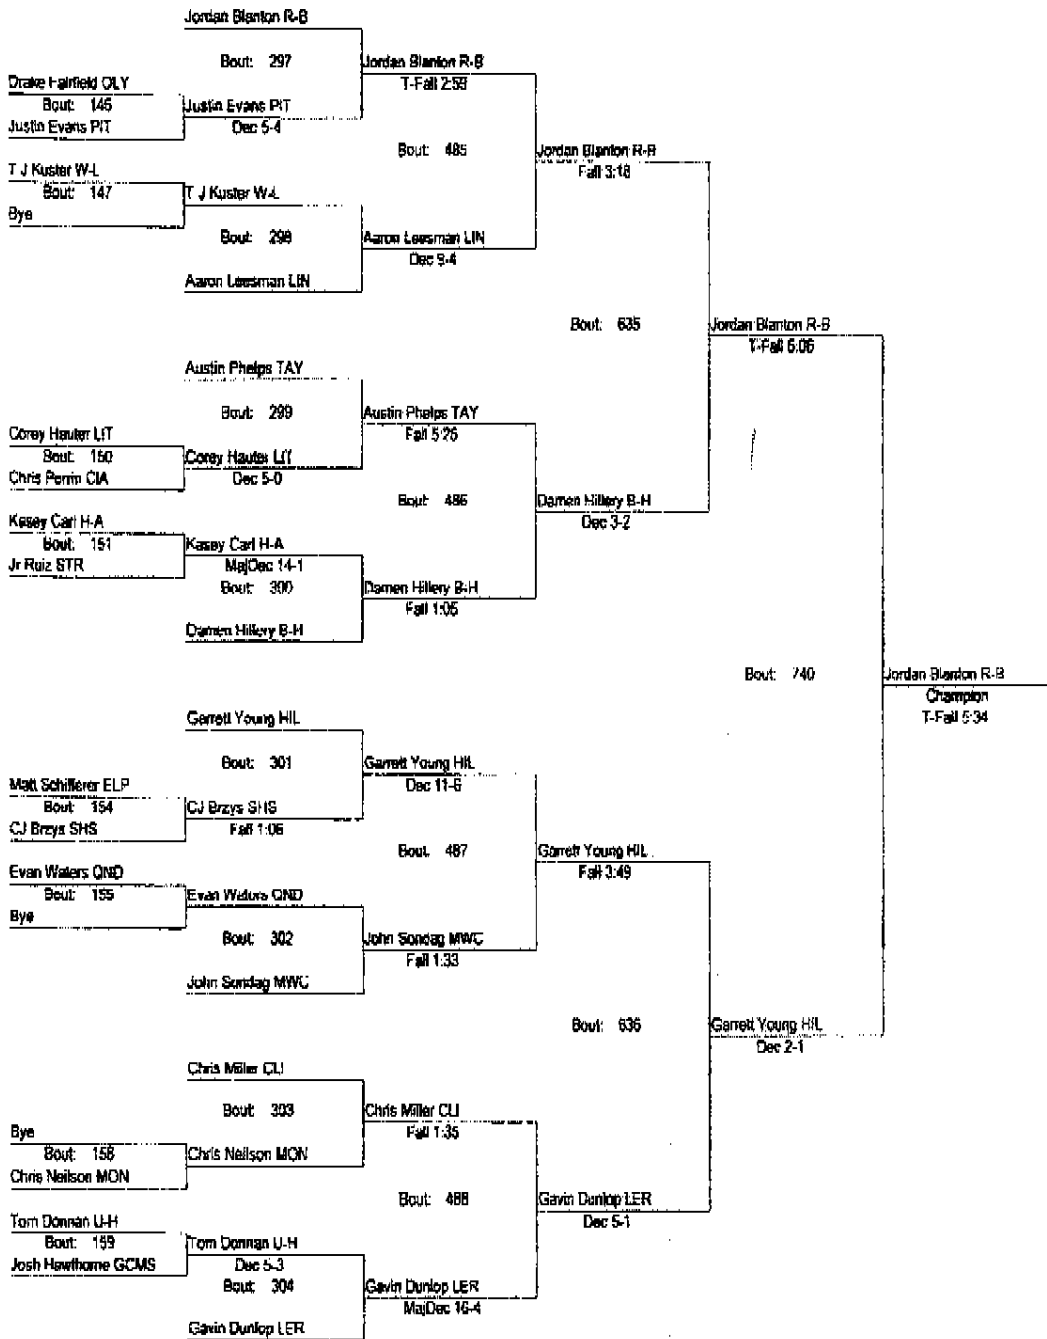 Jordan Blanton R-B
Bout: 297
Jordan Blanton R-B
T-Fall 2:59
Drake Fairfield OLY
Bout: 146
Justin Evans PIT
Justin Evans PIT
Dec 5-4
Bout: 485
Jordan Blanton R-B
Fall 3:18
T J Kuster W-L
Bout: 147
Bye
T J Kuster W-L
Bout: 298
Aaron Leesman LIN
Dec 9-4
Aaron Leesman LIN
Bout: 635
Jordan Blanton R-B
T-Fall 5:06
Austin Phelps TAY
Bout: 299
Austin Phelps TAY
Fall 5:25
Corey Hauter LIT
Bout: 150
Chris Perrin CIA
Corey Hauter LIT
Dec 5-0
Bout: 486
Damen Hillery B-H
Dec 3-2
Kasey Carl H-A
Bout: 151
Jr Ruiz STR
Kasey Carl H-A
MajDec 14-1
Bout: 300
Damen Hillery B-H
Fall 1:05
Damen Hillery B-H
Bout: 740
Jordan Blanton R-B
Champion
T-Fall 5:34
Garrett Young HIL
Bout: 301
Garrett Young HIL
Dec 11-6
Matt Schifferer ELP
Bout: 154
CJ Brzys SHS
CJ Brzys SHS
Fall 1:06
Bout: 487
Garrett Young HIL
Fall 3:49
Evan Waters QND
Bout: 155
Bye
Evan Waters QND
Bout: 302
John Sondag MWC
Fall 1:33
John Sondag MWC
Bout: 636
Garrett Young HIL
Dec 2-1
Chris Miller CLI
Bout: 303
Chris Miller CLI
Fall 1:35
Bye
Bout: 158
Chris Neilson MON
Chris Neilson MON
Bout: 488
Gavin Dunlop LER
Dec 5-1
Tom Donnan U-H
Bout: 159
Josh Hawthorne GCMS
Tom Donnan U-H
Dec 5-3
Bout: 304
Gavin Dunlop LER
MajDec 16-4
Gavin Dunlop LER